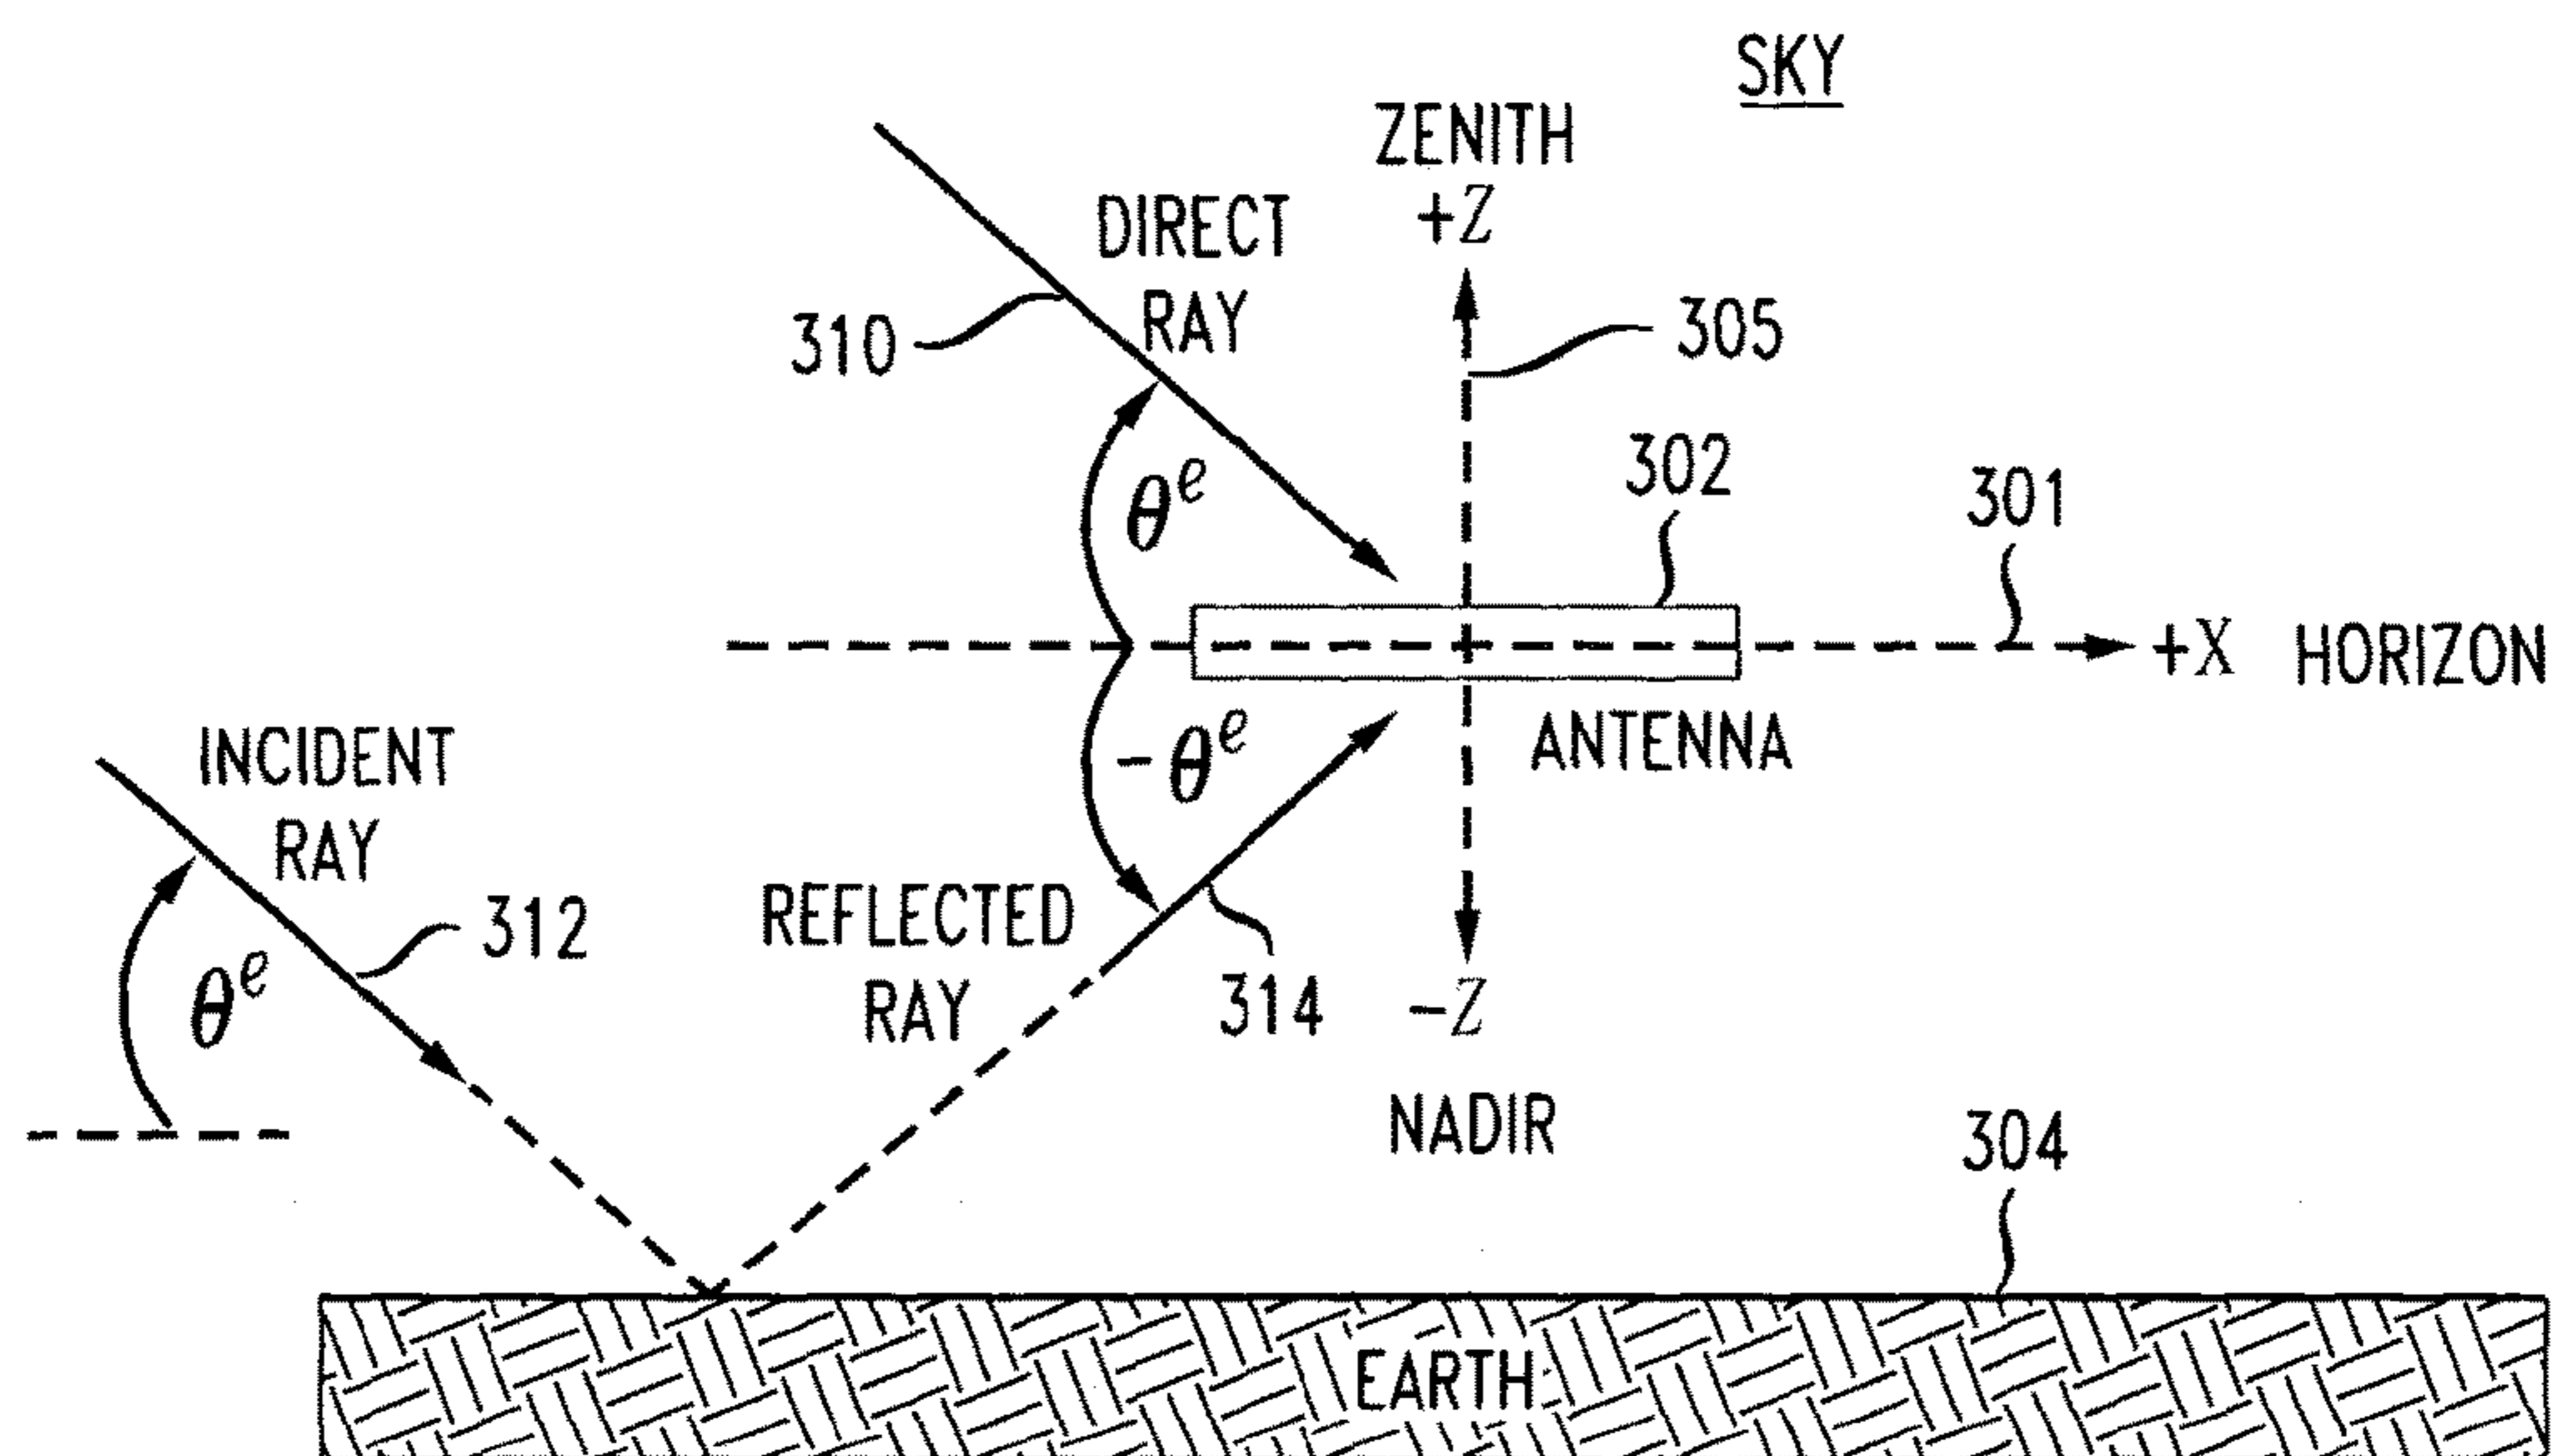 SKY
ZENITH
+Z
DIRECT
RAY
310
305
θᵉ
302
301
+X HORIZON
ANTENNA
-θᵉ
INCIDENT
RAY
312
θᵉ
REFLECTED
RAY
314
-Z
NADIR
304
EARTH